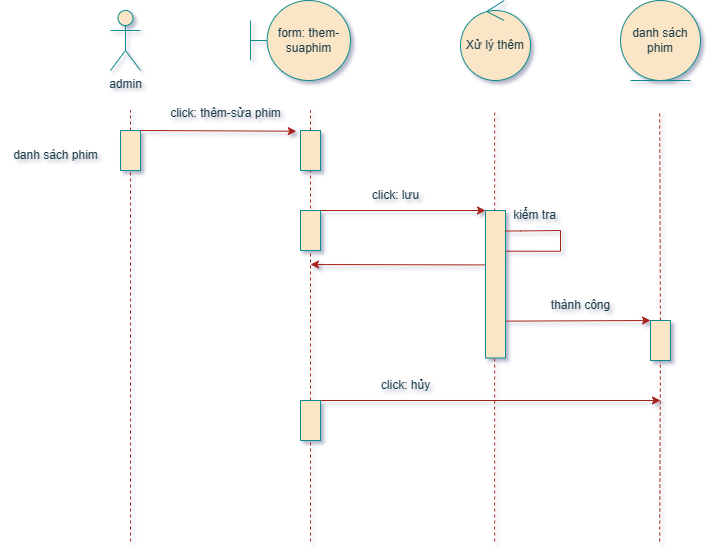 form: them-
suaphim
Xử lý thêm
danh sách
phim
admin
click: thêm-sửa phim
danh sách phim
click: lưu
kiểm tra
thành công
click: hủy